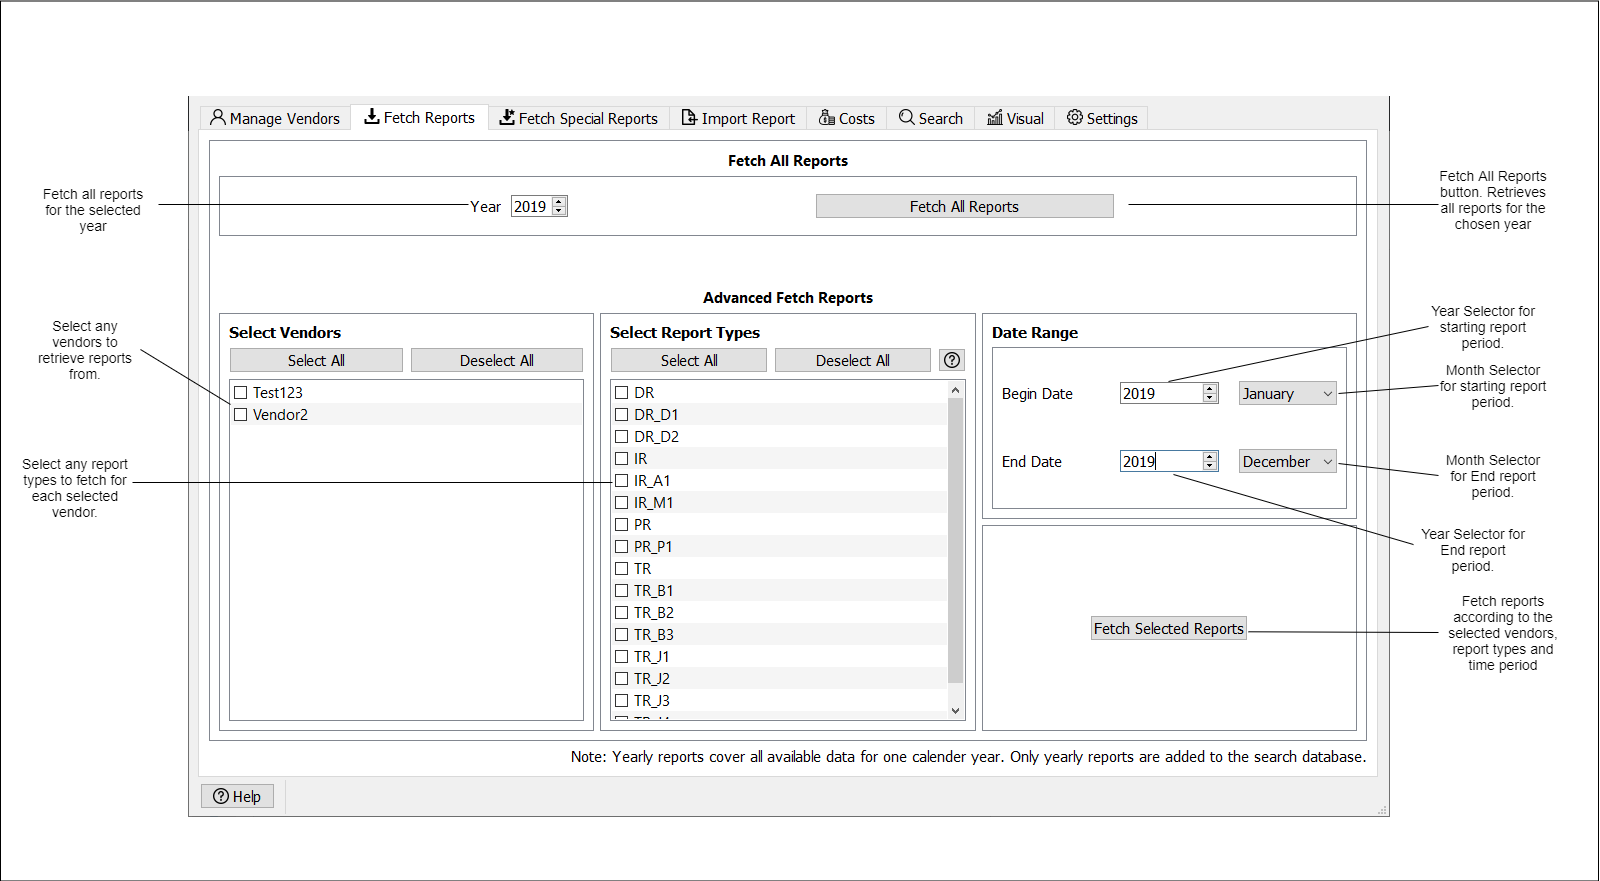 Manage Vendors
Fetch Reports
Fetch Special Reports
Import Report
Costs
Search
Visual
Settings
Fetch All Reports
Fetch all reports
for the selected
year
Year
2019
Fetch All Reports
Fetch All Reports
button. Retrieves
all reports for the
chosen year
Advanced Fetch Reports
Select any
vendors to
retrieve reports
from.
Select Vendors
Select All
Deselect All
Test123
Vendor2
Select any report
types to fetch for
each selected
vendor.
Select Report Types
Select All
Deselect All
DR
DR_D1
DR_D2
IR
IR_A1
IR_M1
PR
PR_P1
TR
TR_B1
TR_B2
TR_B3
TR_J1
TR_J2
TR_J3
Date Range
Begin Date
2019
January
End Date
2019
December
Year Selector for
starting report
period.
Month Selector
for starting report
period.
Month Selector
for End report
period.
Year Selector for
End report
period.
Fetch Selected Reports
Fetch reports
according to the
selected vendors,
report types and
time period
Note: Yearly reports cover all available data for one calender year. Only yearly reports are added to the search database.
Help